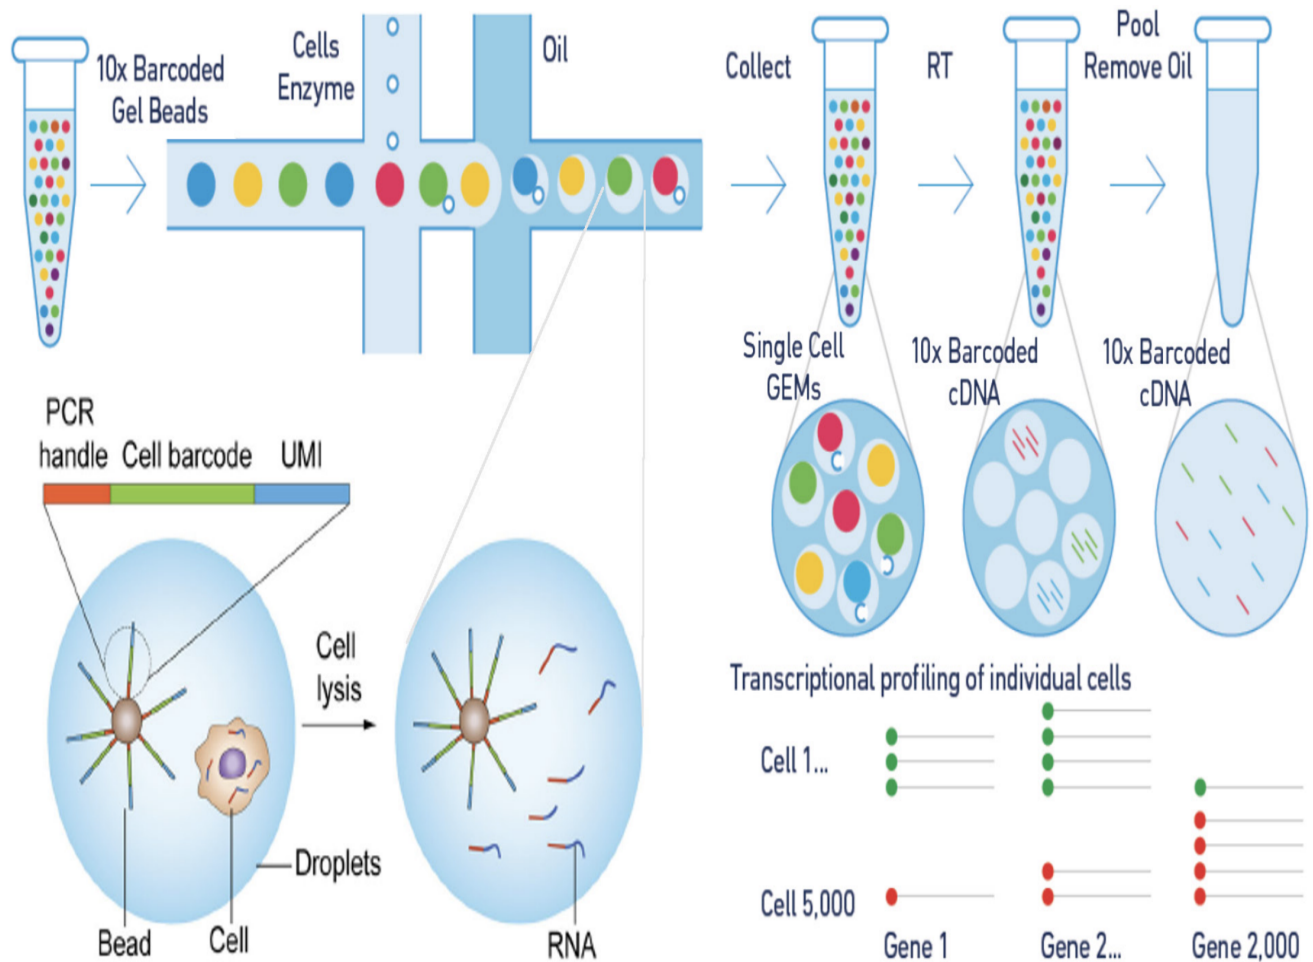 10x Barcoded
Gel Beads
Cells
Enzyme
Oil
Collect
RT
Pool
Remove Oil
Single Cell
GEMs
10x Barcoded
cDNA
10x Barcoded
cDNA
PCR
handle
Cell barcode
UMI
Cell
lysis
Droplets
Bead
Cell
RNA
Transcriptional profiling of individual cells
Cell 1...
Cell 5,000
Gene 1
Gene 2...
Gene 2,000